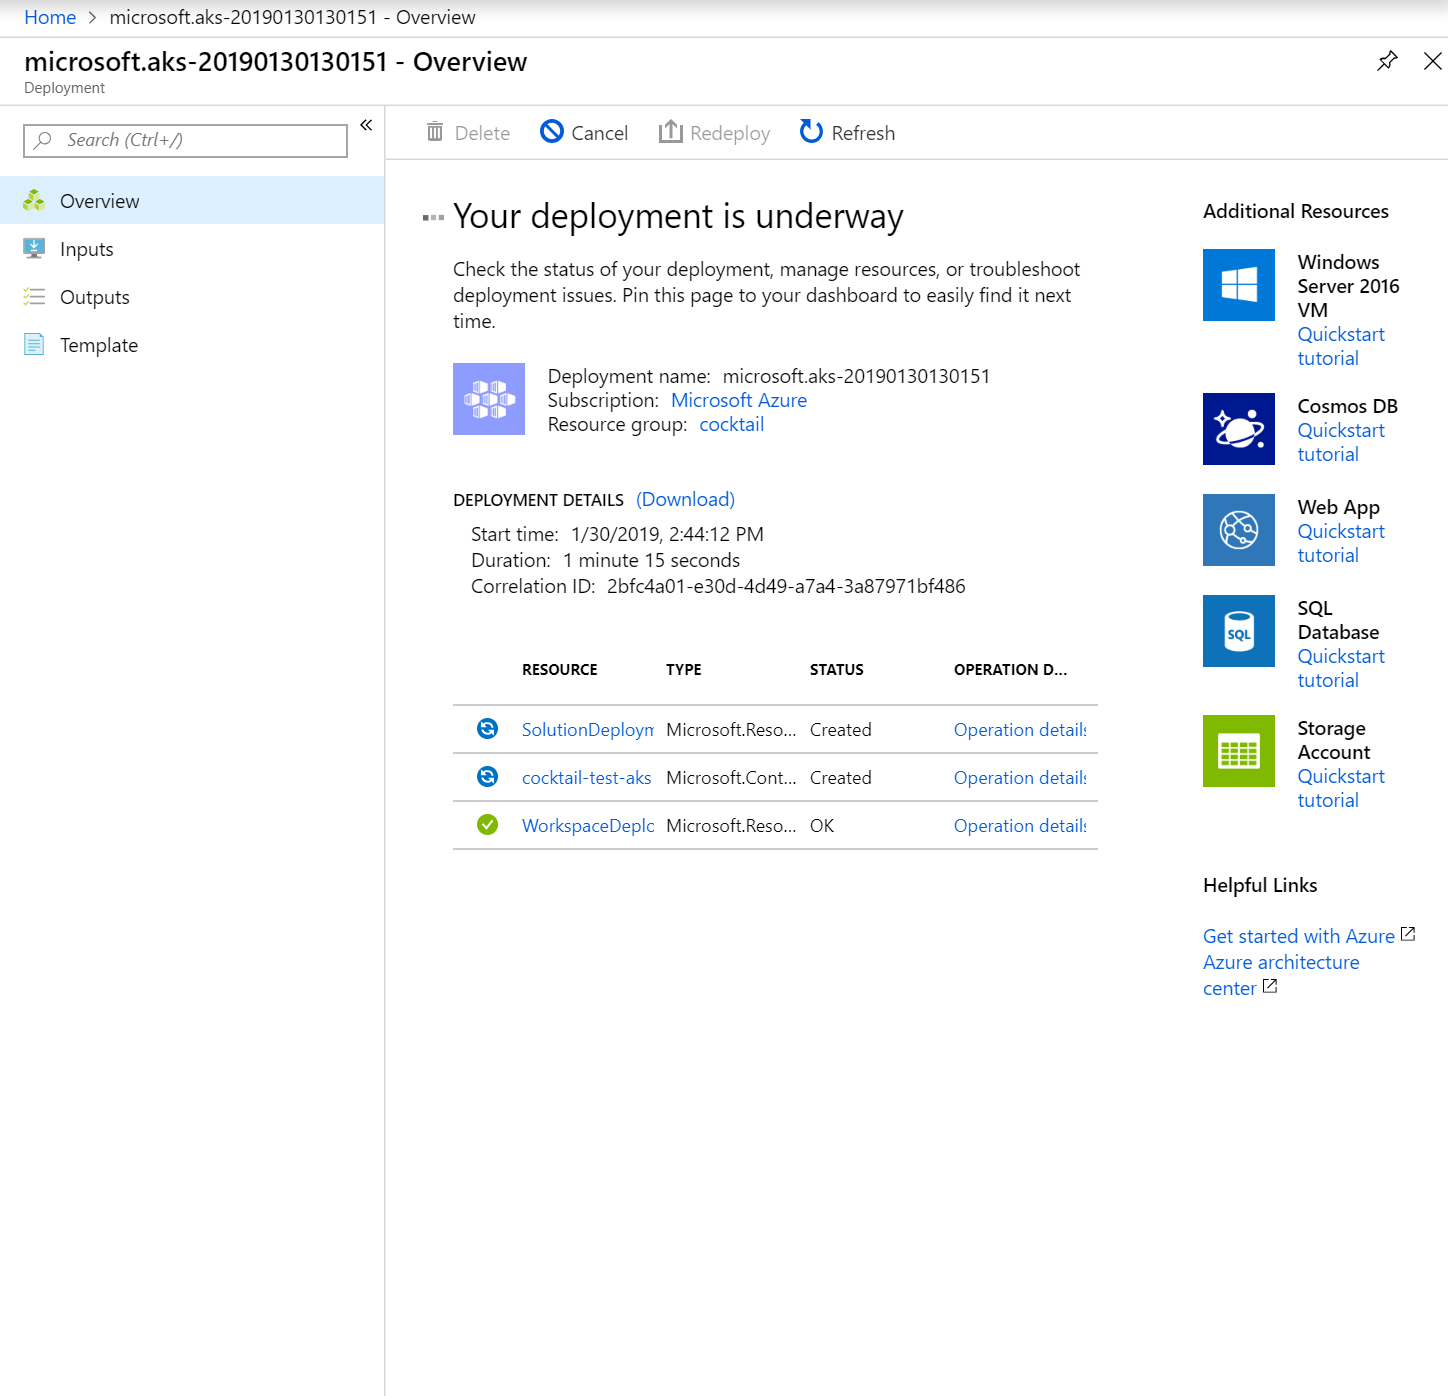 Home > microsoft.aks-20190130130151 - Overview
microsoft.aks-20190130130151 - Overview
Deployment
Search (Ctrl+/)
«
Overview
Inputs
Outputs
Template
Delete
Cancel
Redeploy
Refresh
Your deployment is underway
Check the status of your deployment, manage resources, or troubleshoot
deployment issues. Pin this page to your dashboard to easily find it next
time.
Deployment name: microsoft.aks-20190130130151
Subscription: Microsoft Azure
Resource group: cocktail
DEPLOYMENT DETAILS (Download)
Start time: 1/30/2019, 2:44:12 PM
Duration: 1 minute 15 seconds
Correlation ID: 2bfc4a01-e30d-4d49-a7a4-3a87971bf486
RESOURCE TYPE STATUS OPERATION D...
SolutionDeploym Microsoft.Reso... Created Operation details
cocktail-test-aks Microsoft.Cont... Created Operation details
WorkspaceDeplo Microsoft.Reso... OK Operation details
Additional Resources
Windows
Server 2016
VM
Quickstart
tutorial
Cosmos DB
Quickstart
tutorial
Web App
Quickstart
tutorial
SQL
SQL
Database
Quickstart
tutorial
Storage
Account
Quickstart
tutorial
Helpful Links
Get started with Azure
Azure architecture
center